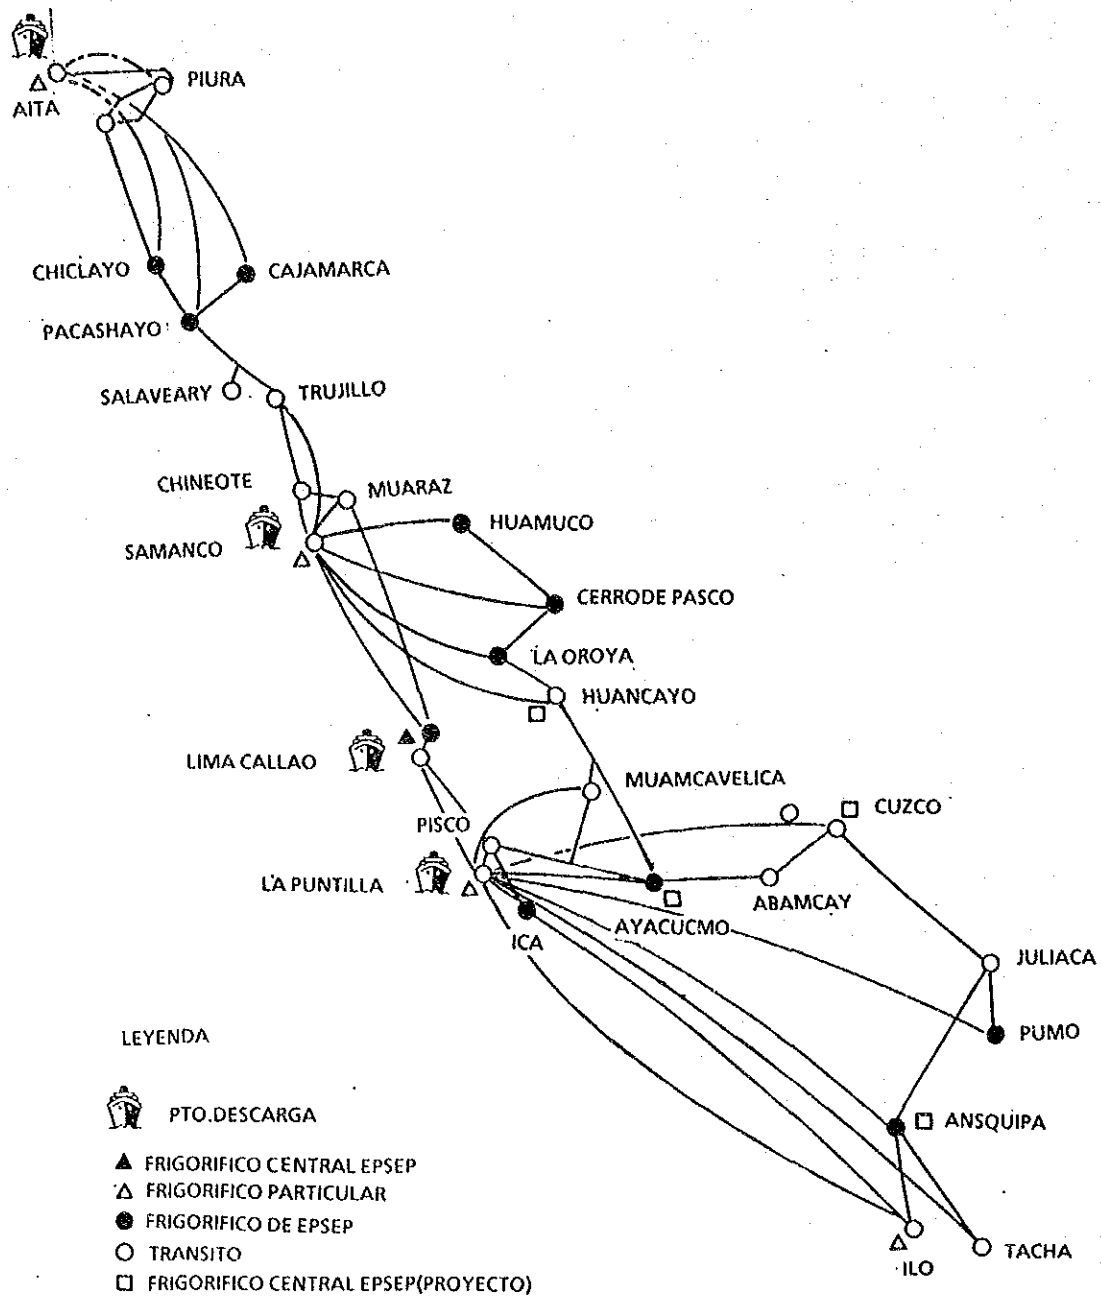 PIURA
AITA
CHICLAYO
CAJAMARCA
PACASHAYO
SALAVEARY
TRUJILLO
CHINEOTE
MUARAZ
HUAMUCO
SAMANCO
CERRODE PASCO
LA OROYA
HUANCAYO
LIMA CALLAO
MUAMCAVELICA
CUZCO
PISCO
LA PUNTILLA
ABAMCAY
AYACUCMO
ICA
JULIACA
PUMO
ANSQUIPA
TACHA
ILO
LEYENDA
PTO.DESCARGA
FRIGORIFICO CENTRAL EPSEP
FRIGORIFICO PARTICULAR
FRIGORIFICO DE EPSEP
TRANSITO
FRIGORIFICO CENTRAL EPSEP(PROYECTO)